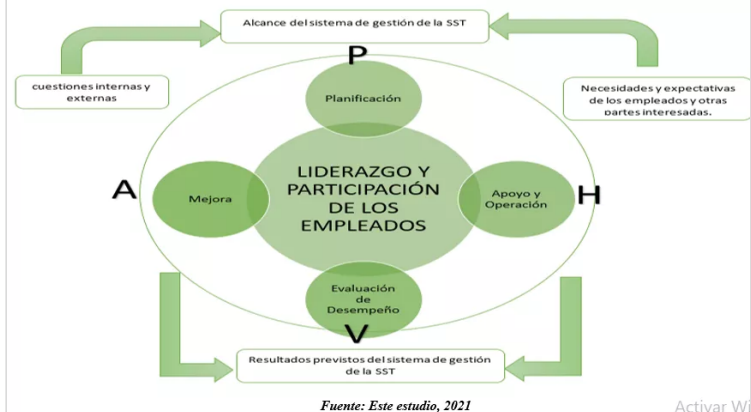 Alcance del sistema de gestión de la SST
P
cuestiones internas y
externas
Necesidades y expectativas
de los empleados y otras
partes interesadas.
Planificación
LIDERAZGO Y
PARTICIPACIÓN
DE LOS
EMPLEADOS
A
Mejora
Apoyo y
Operación
H
Evaluación
de
Desempeño
V
Resultados previstos del sistema de gestión
de la SST
Fuente: Este estudio, 2021
Activar Wi